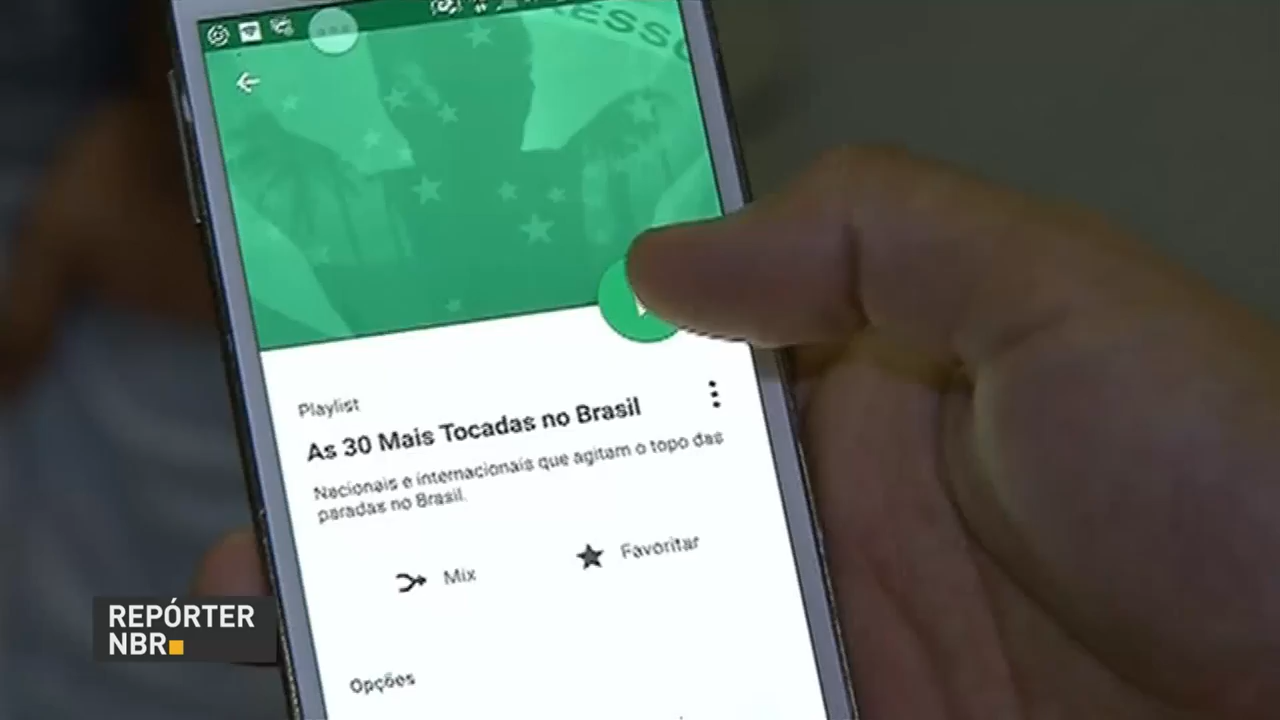 ESSO
Playlist
As 30 Mais Tocadas no Brasil
Nacionais e internacionais que agitam o topo das
paradas no Brasil.
Mix
Favoritar
Opções
REPÓRTER
NBR